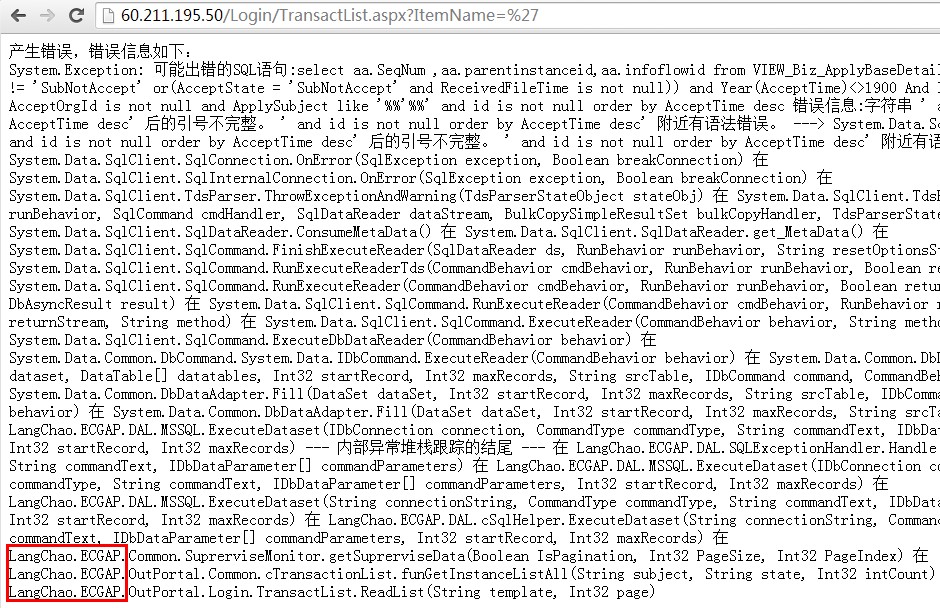 60.211.195.50/Login/TransactList.aspx?ItemName=%27
产生错误，错误信息如下：
System.Exception: 可能出错的SQL语句:select aa.SeqNum ,aa.parentinstanceid,aa.infoflowid from VIEW_Biz_ApplyBaseDetai
!= 'SubNotAccept' or(AcceptState = 'SubNotAccept' and ReceivedFileTime is not null)) and Year(AcceptTime)<>1900 And I
AcceptOrgId is not null and ApplySubject like '%%'%%' and id is not null order by AcceptTime desc 错误信息:字符串 ' a
AcceptTime desc' 后的引号不完整。 ' and id is not null order by AcceptTime desc' 附近有语法错误。 ---> System.Data.Sq
and id is not null order by AcceptTime desc' 后的引号不完整。 ' and id is not null order by AcceptTime desc' 附近有语
System.Data.SqlClient.SqlConnection.OnError(SqlException exception, Boolean breakConnection) 在
System.Data.SqlClient.SqlInternalConnection.OnError(SqlException exception, Boolean breakConnection) 在
System.Data.SqlClient.TdsParser.ThrowExceptionAndWarning(TdsParserStateObject stateObj) 在 System.Data.SqlClient.Tds
runBehavior, SqlCommand cmdHandler, SqlDataReader dataStream, BulkCopySimpleResultSet bulkCopyHandler, TdsParserState
System.Data.SqlClient.SqlDataReader.ConsumeMetaData() 在 System.Data.SqlClient.SqlDataReader.get_MetaData() 在
System.Data.SqlClient.SqlCommand.FinishExecuteReader(SqlDataReader ds, RunBehavior runBehavior, String resetOptionsS
System.Data.SqlClient.SqlCommand.RunExecuteReaderTds(CommandBehavior cmdBehavior, RunBehavior runBehavior, Boolean re
System.Data.SqlClient.SqlCommand.RunExecuteReader(CommandBehavior cmdBehavior, RunBehavior runBehavior, Boolean retur
DbAsyncResult result) 在 System.Data.SqlClient.SqlCommand.RunExecuteReader(CommandBehavior cmdBehavior, RunBehavior r
returnStream, String method) 在 System.Data.SqlClient.SqlCommand.ExecuteReader(CommandBehavior behavior, String metho
System.Data.SqlClient.SqlCommand.ExecuteDbDataReader(CommandBehavior behavior) 在
System.Data.Common.DbCommand.System.Data.IDbCommand.ExecuteReader(CommandBehavior behavior) 在 System.Data.Common.Db
dataset, DataTable[] datatables, Int32 startRecord, Int32 maxRecords, String srcTable, IDbCommand command, CommandBeh
System.Data.Common.DbDataAdapter.Fill(DataSet dataSet, Int32 startRecord, Int32 maxRecords, String srcTable, IDbComma
behavior) 在 System.Data.Common.DbDataAdapter.Fill(DataSet dataSet, Int32 startRecord, Int32 maxRecords, String srcTa
LangChao.ECGAP.DAL.MSSQL.ExecuteDataset(IDbConnection connection, CommandType commandType, String commandText, IDbDat
Int32 startRecord, Int32 maxRecords) --- 内部异常堆栈跟踪的结尾 --- 在 LangChao.ECGAP.DAL.SQLExceptionHandler.Handle
String commandText, IDbDataParameter[] commandParameters) 在 LangChao.ECGAP.DAL.MSSQL.ExecuteDataset(IDbConnection co
commandType, String commandText, IDbDataParameter[] commandParameters, Int32 startRecord, Int32 maxRecords) 在
LangChao.ECGAP.DAL.MSSQL.ExecuteDataset(String connectionString, CommandType commandType, String commandText, IDbData
Int32 startRecord, Int32 maxRecords) 在 LangChao.ECGAP.DAL.cSqlHelper.ExecuteDataset(String connectionString, Command
commandText, IDbDataParameter[] commandParameters, Int32 startRecord, Int32 maxRecords) 在
LangChao.ECGAP.Common.SuprerviseMonitor.getSuprerviseData(Boolean IsPagination, Int32 PageSize, Int32 PageIndex) 在
LangChao.ECGAP.OutPortal.Common.cTransactionList.funGetInstanceListAll(String subject, String state, Int32 intCount)
LangChao.ECGAP.OutPortal.Login.TransactList.ReadList(String template, Int32 page)